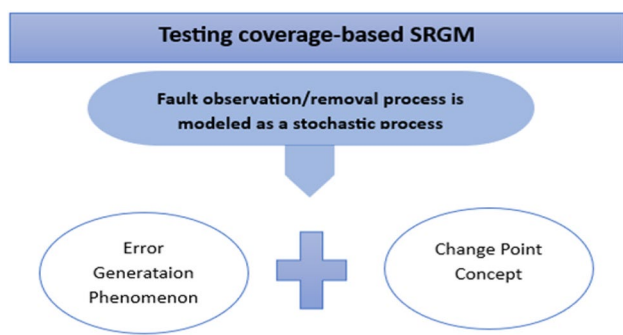 Testing coverage-based SRGM
Fault observation/removal process is
modeled as a stochastic process
Error
Generataion
Phenomenon
Change Point
Concept